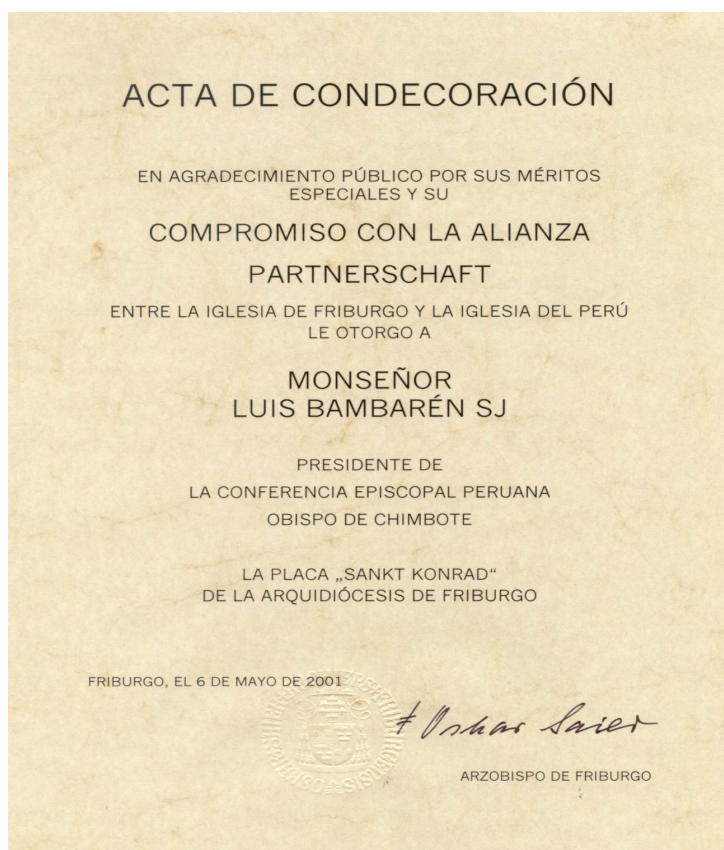 ACTA DE CONDECORACIÓN
EN AGRADECIMIENTO PÚBLICO POR SUS MÉRITOS
ESPECIALES Y SU
COMPROMISO CON LA ALIANZA
PARTNERSCHAFT
ENTRE LA IGLESIA DE FRIBURGO Y LA IGLESIA DEL PERÚ
LE OTORGO A
MONSEÑOR
LUIS BAMBARÉN SJ
PRESIDENTE DE
LA CONFERENCIA EPISCOPAL PERUANA
OBISPO DE CHIMBOTE
LA PLACA „SANKT KONRAD“
DE LA ARQUIDIÓCESIS DE FRIBURGO
FRIBURGO, EL 6 DE MAYO DE 2001
‡ Oskar Saier
ARZOBISPO DE FRIBURGO